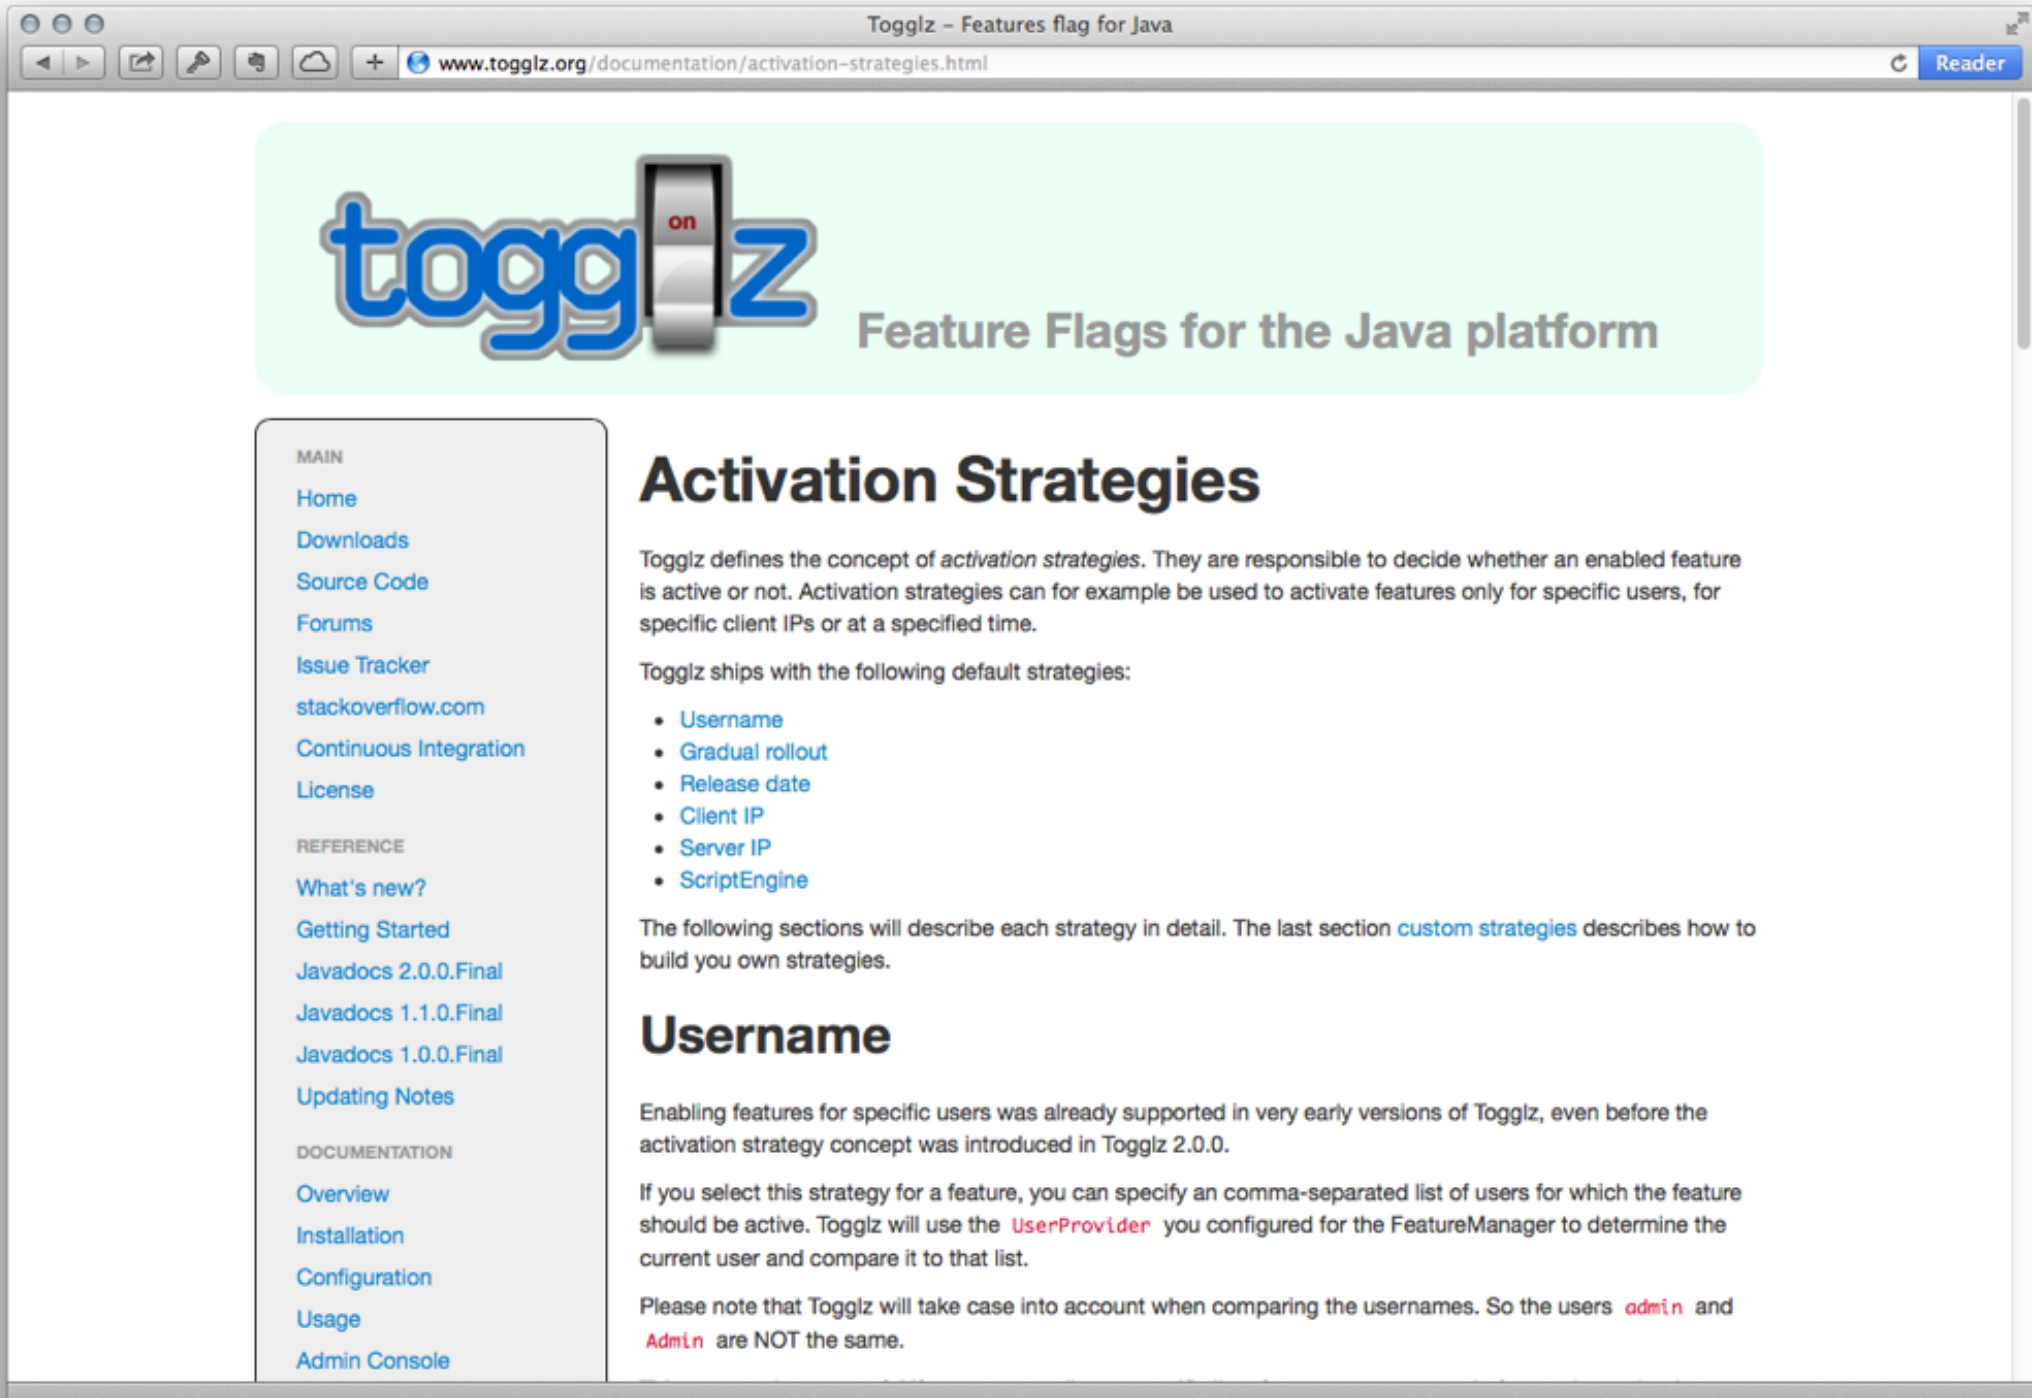 Togglz – Features flag for Java
www.togglz.org/documentation/activation-strategies.html
Reader
togg z
on
Feature Flags for the Java platform
MAIN
Home
Downloads
Source Code
Forums
Issue Tracker
stackoverflow.com
Continuous Integration
License
REFERENCE
What's new?
Getting Started
Javadocs 2.0.0.Final
Javadocs 1.1.0.Final
Javadocs 1.0.0.Final
Updating Notes
DOCUMENTATION
Overview
Installation
Configuration
Usage
Admin Console
Activation Strategies
Togglz defines the concept of activation strategies. They are responsible to decide whether an enabled feature
is active or not. Activation strategies can for example be used to activate features only for specific users, for
specific client IPs or at a specified time.
Togglz ships with the following default strategies:
• Username
• Gradual rollout
• Release date
• Client IP
• Server IP
• ScriptEngine
The following sections will describe each strategy in detail. The last section custom strategies describes how to
build you own strategies.
Username
Enabling features for specific users was already supported in very early versions of Togglz, even before the
activation strategy concept was introduced in Togglz 2.0.0.
If you select this strategy for a feature, you can specify an comma-separated list of users for which the feature
should be active. Togglz will use the UserProvider you configured for the FeatureManager to determine the
current user and compare it to that list.
Please note that Togglz will take case into account when comparing the usernames. So the users admin and
Admin are NOT the same.